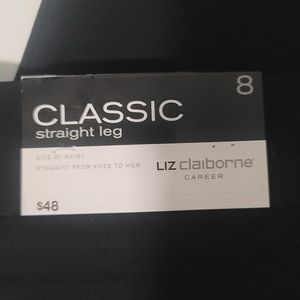 8
CLASSIC
straight leg
SITS AT WAIST
STRAIGHT FROM KNEE TO HEM
LIZ claiborne
CAREER
$48